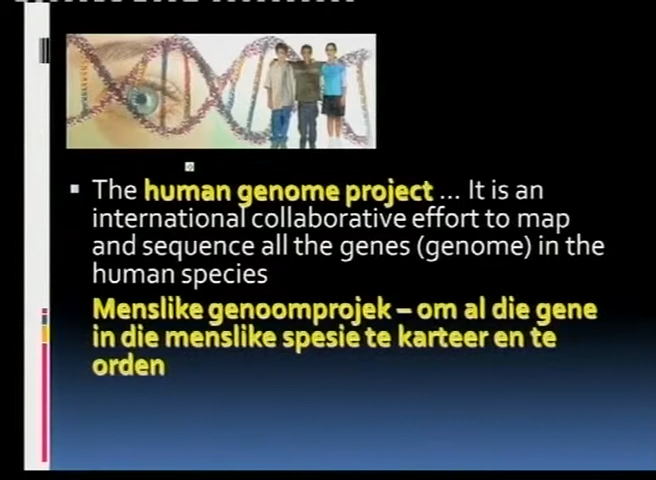 The human genome project ... It is an
international collaborative effort to map
and sequence all the genes (genome) in the
human species
Menslike genoomprojek – om al die gene
in die menslike spesie te karteer en te
orden